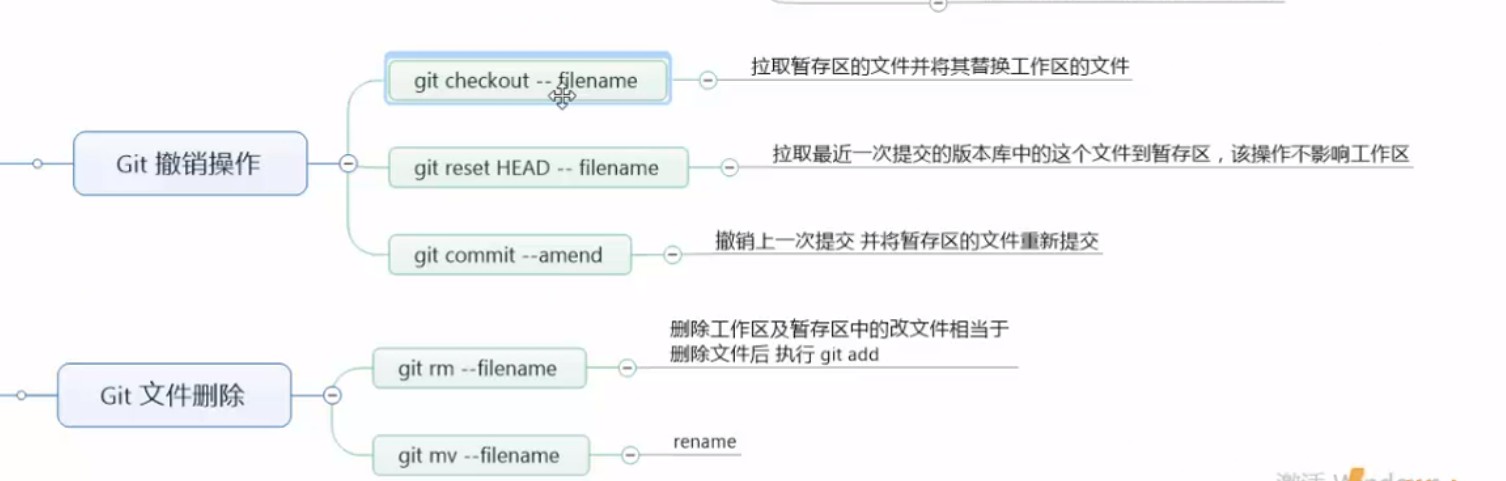 git checkout -- filename
拉取暂存区的文件并将其替换工作区的文件
Git 撤销操作
git reset HEAD -- filename
拉取最近一次提交的版本库中的这个文件到暂存区，该操作不影响工作区
git commit --amend
撤销上一次提交 并将暂存区的文件重新提交
Git 文件删除
git rm --filename
删除工作区及暂存区中的改文件相当于
删除文件后 执行 git add
git mv --filename
rename